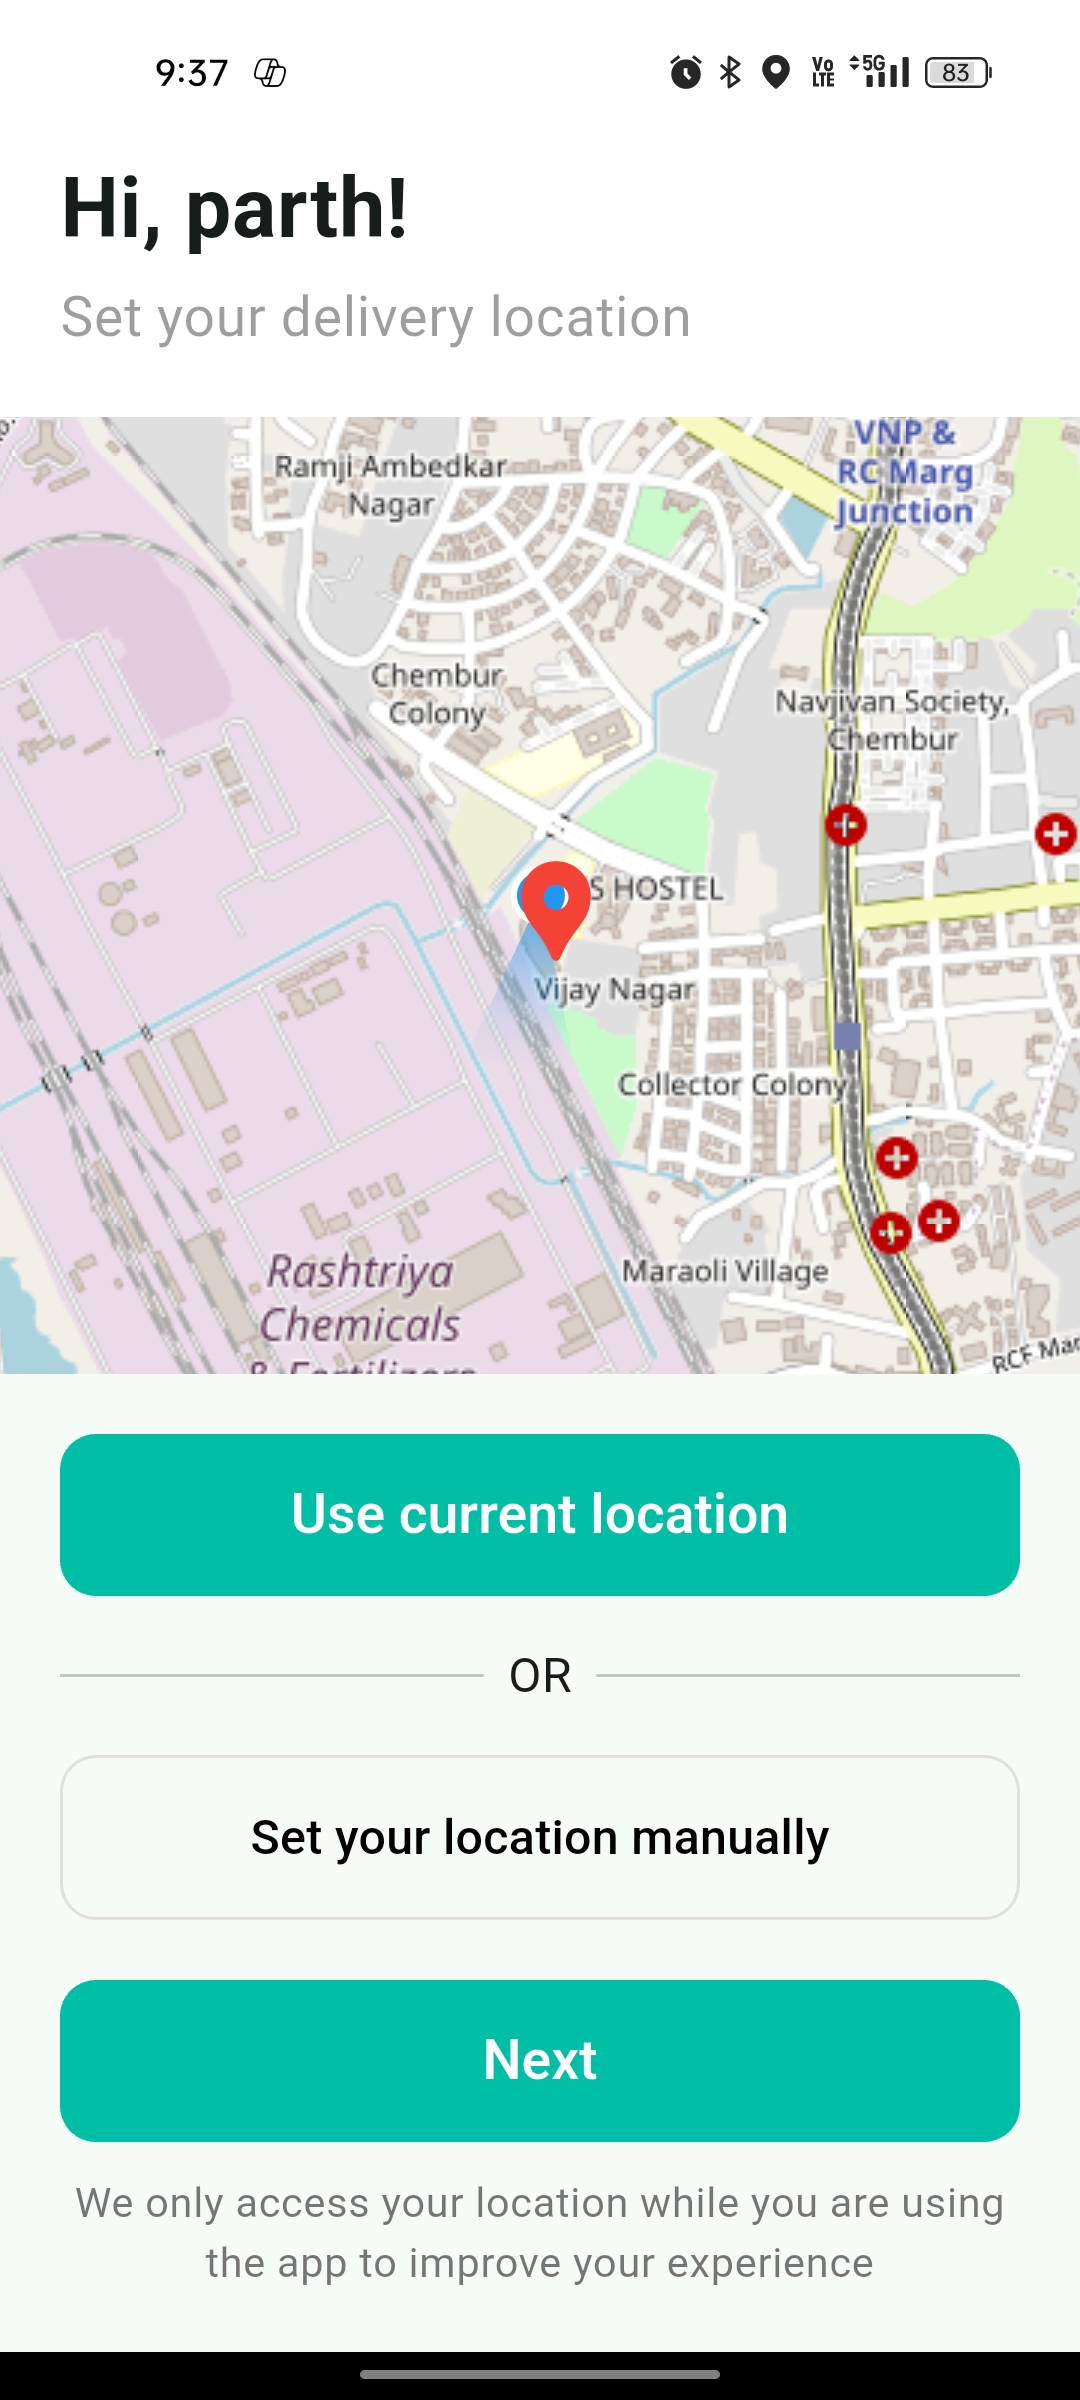 9:37
Vo
LTE
5G
83
Hi, parth!
Set your delivery location
VNP &
RC Marg
Junction
Ramji Ambedkar
Nagar
Chembur
Colony
Navjivan Society,
Chembur
S HOSTEL
Vijay Nagar
Collector Colony
Maraoli Village
Rashtriya
Chemicals
& Fertilizers
RCF Mar
Use current location
OR
Set your location manually
Next
We only access your location while you are using
the app to improve your experience